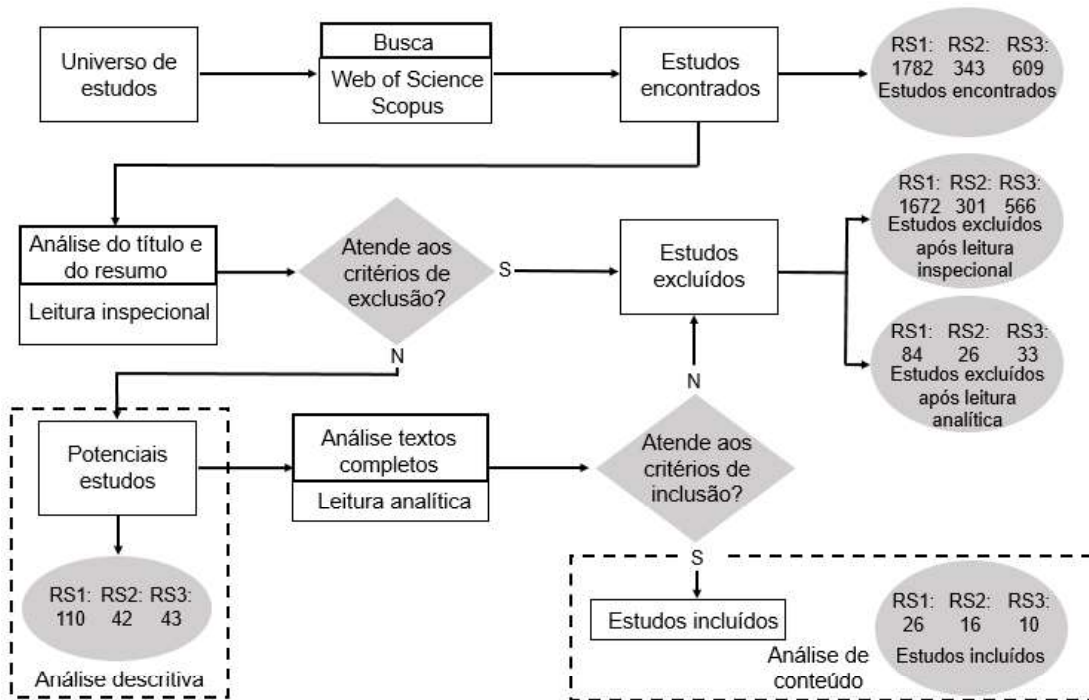 Universo de
estudos
Busca
Web of Science
Scopus
Estudos
encontrados
RS1: RS2: RS3:
1782 343 609
Estudos encontrados
Análise do título e
do resumo
Leitura inspecional
Atende aos
critérios de
exclusão?
S
N
Estudos
excluídos
RS1: RS2: RS3:
1672 301 566
Estudos excluídos
após leitura
inspecional
RS1: RS2: RS3:
84 26 33
Estudos excluídos
após leitura
analítica
Potenciais
estudos
RS1: RS2: RS3:
110 42 43
Análise descritiva
Análise textos
completos
Leitura analítica
Atende aos
critérios de
inclusão?
N
S
Estudos incluídos
RS1: RS2: RS3:
26 16 10
Estudos incluídos
Análise de
conteúdo